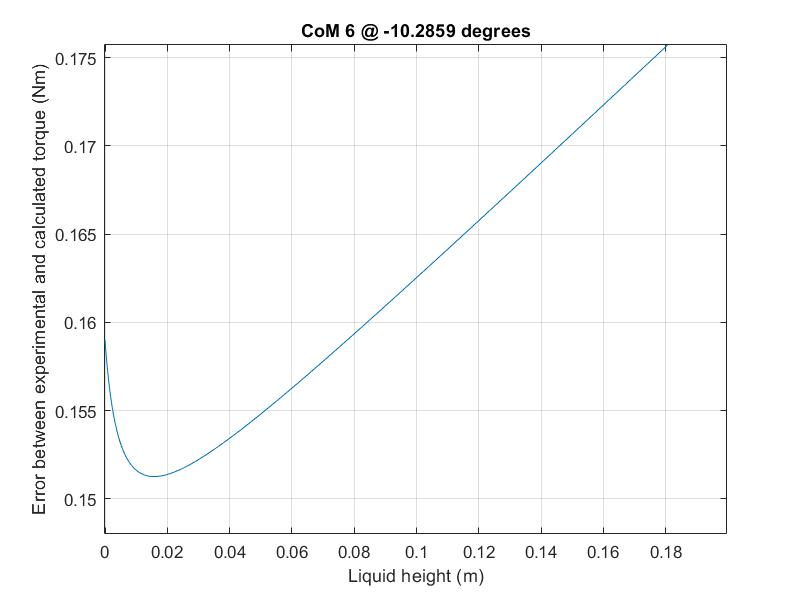 CoM 6 @ -10.2859 degrees
Error between experimental and calculated torque (Nm)
0.175
0.17
0.165
0.16
0.155
0.15
0 0.02 0.04 0.06 0.08 0.1 0.12 0.14 0.16 0.18
Liquid height (m)